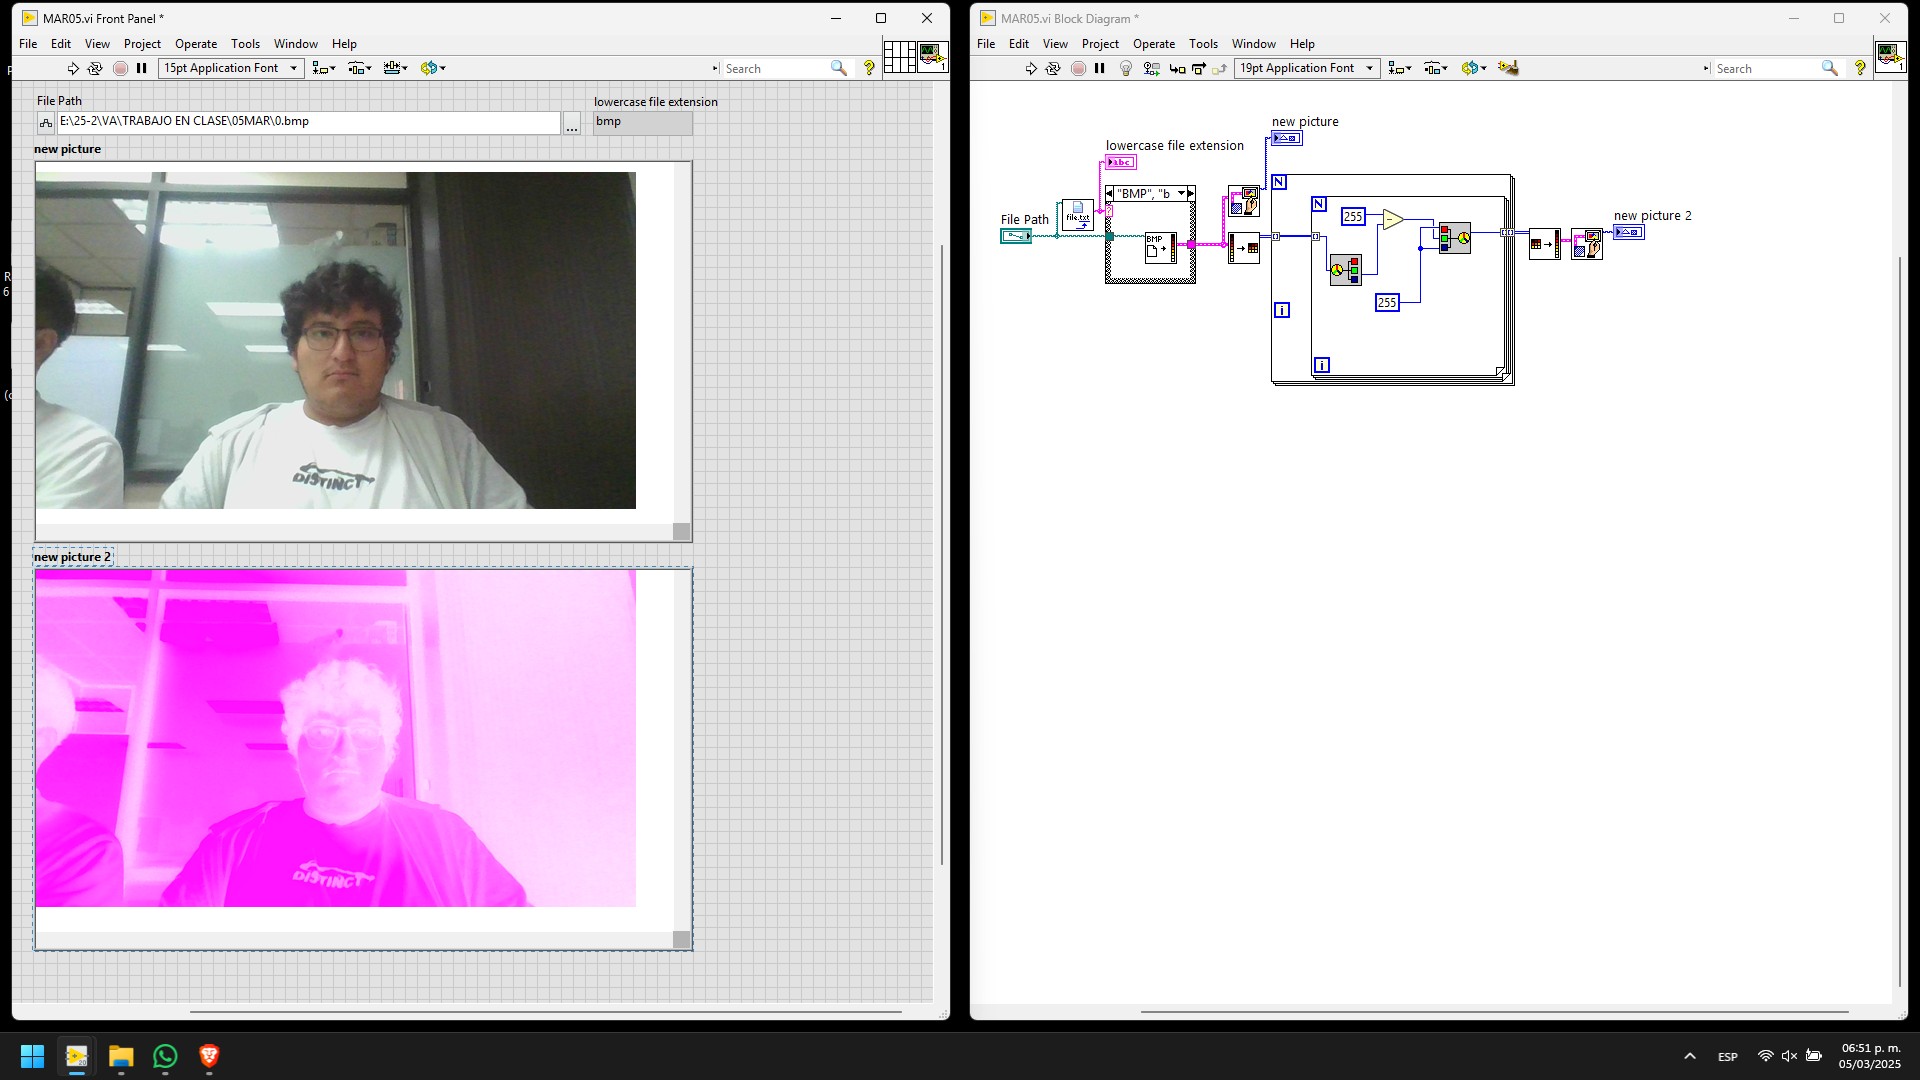 MAR05.vi Front Panel *
File Edit View Project Operate Tools Window Help
15pt Application Font
Search
1
File Path
E:\25-2\VA\TRABAJO EN CLASE\05MAR\0.bmp
...
lowercase file extension
bmp
new picture
DISTINCT
new picture 2
DISTINCT
MAR05.vi Block Diagram *
File Edit View Project Operate Tools Window Help
19pt Application Font
Search
1
new picture
lowercase file extension
abc
"BMP", "b
File Path
file.txt
BMP
N
N
255
255
i
i
new picture 2
ESP
06:51 p. m.
05/03/2025